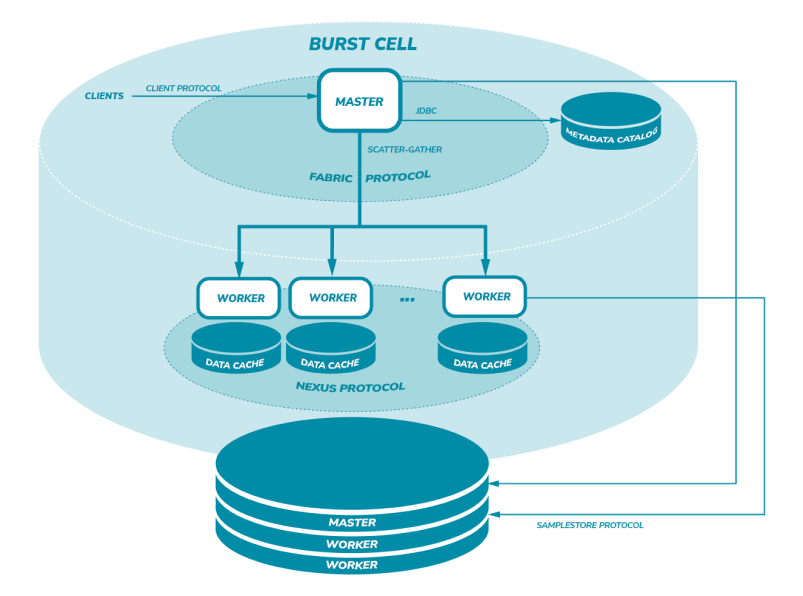 BURST CELL
CLIENTS
CLIENT PROTOCOL
MASTER
JDBC
METADATA CATALOG
SCATTER-GATHER
FABRIC PROTOCOL
WORKER
WORKER
...
WORKER
DATA CACHE
DATA CACHE
DATA CACHE
NEXUS PROTOCOL
MASTER
SAMPLESTORE PROTOCOL
WORKER
WORKER